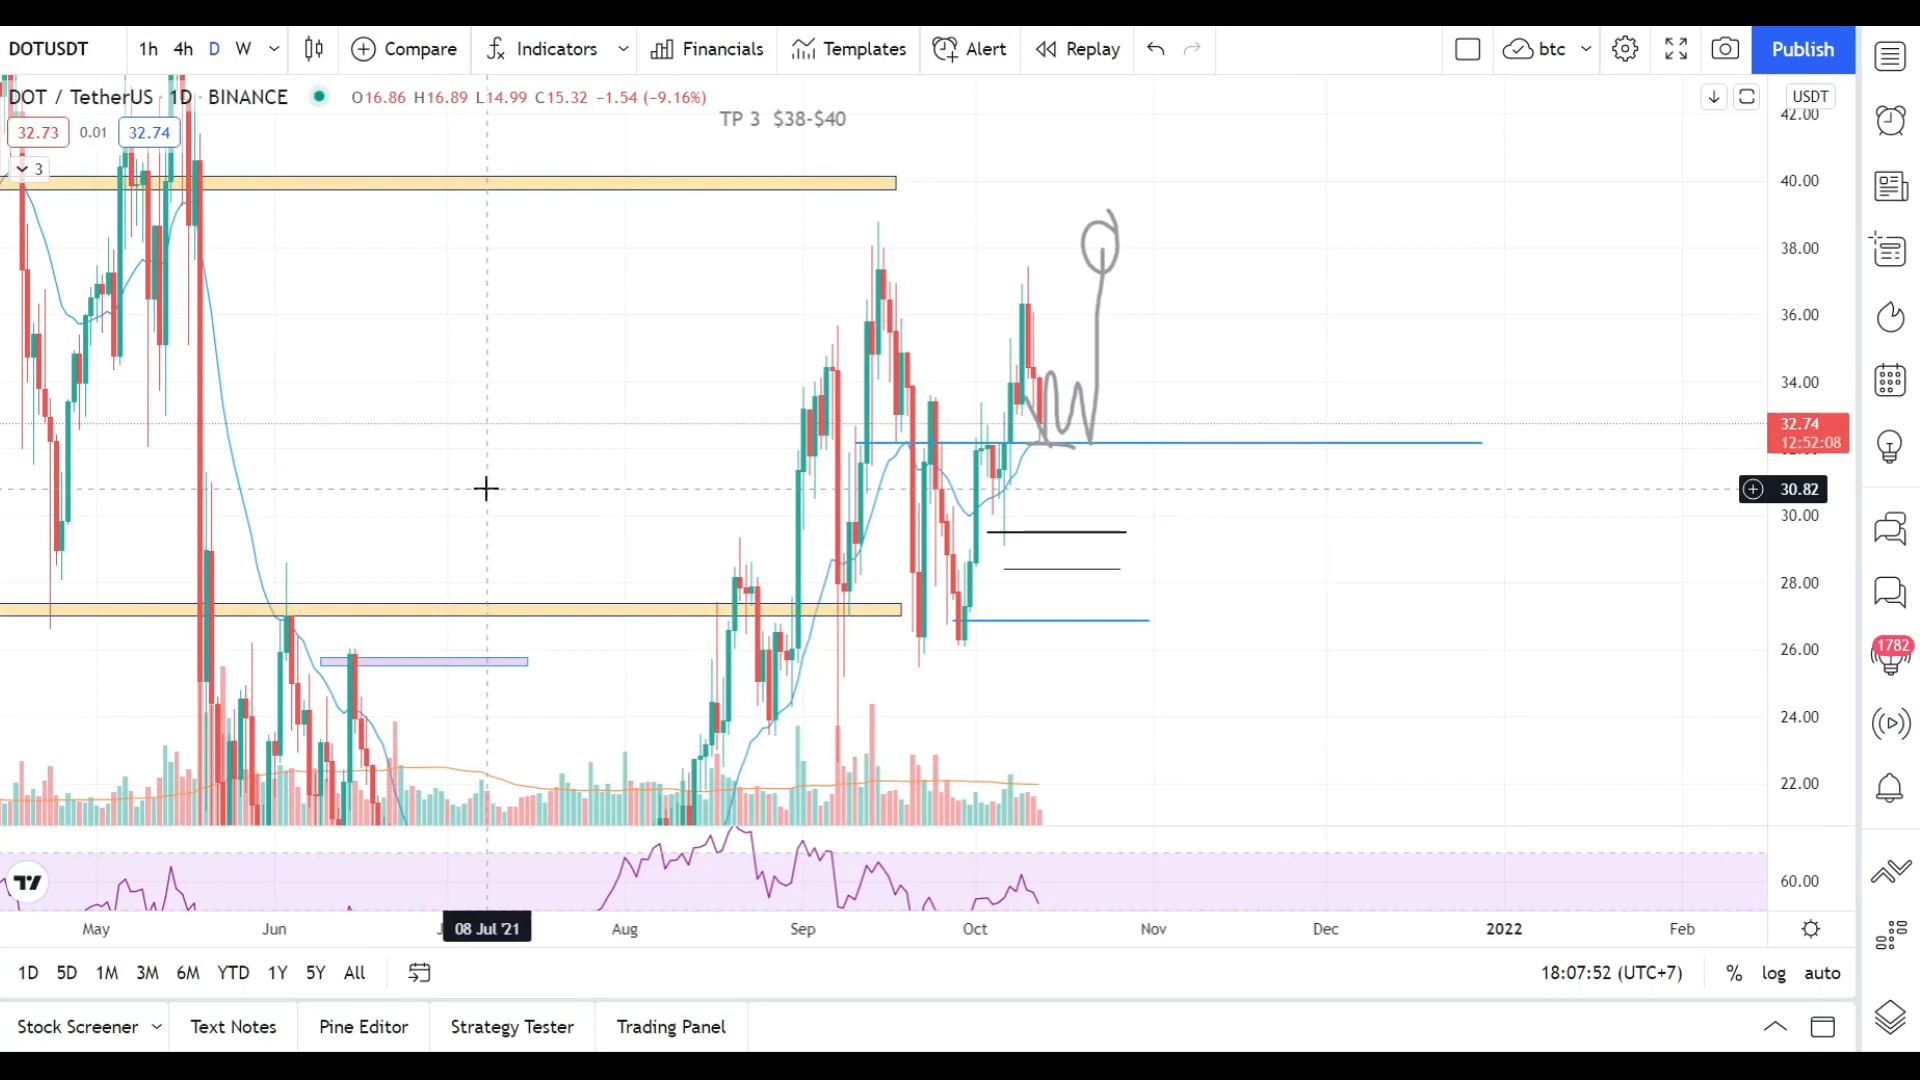 DOTUSDT 1h 4h D W Compare Indicators Financials Templates Alert Replay btc Publish
DOT / TetherUS · 1D · BINANCE O16.86 H16.89 L14.99 C15.32 −1.54 (−9.16%) USDT
TP 3 $38-$40
32.73 0.01 32.74
3
42.00
40.00
38.00
36.00
34.00
32.74
12:52:08
30.82
30.00
28.00
26.00
24.00
22.00
60.00
1782
May Jun 08 Jul '21 Aug Sep Oct Nov Dec 2022 Feb
1D 5D 1M 3M 6M YTD 1Y 5Y All 18:07:52 (UTC+7) % log auto
Stock Screener Text Notes Pine Editor Strategy Tester Trading Panel